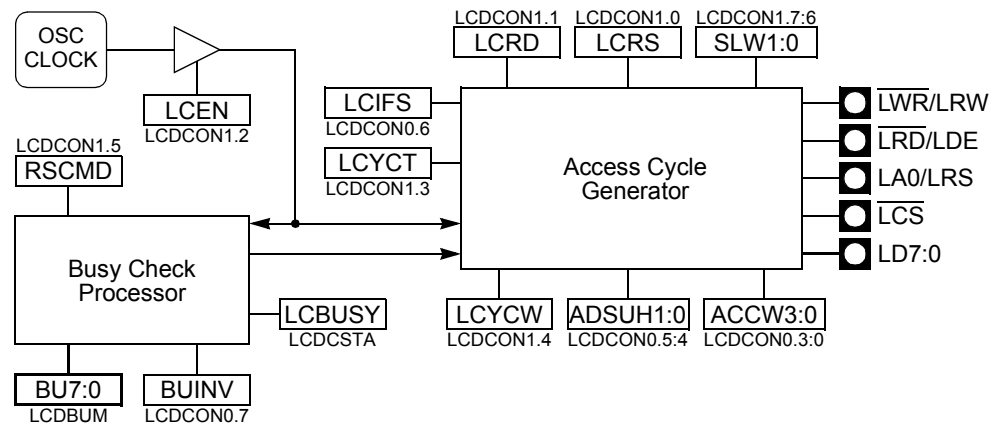 OSC
CLOCK
LCEN
LCDCON1.2
LCDCON1.1
LCRD
LCDCON1.0
LCRS
LCDCON1.7:6
SLW1:0
LCIFS
LCDCON0.6
LCYCT
LCDCON1.3
LCDCON1.5
RSCMD
Access Cycle
Generator
LWR/LRW
LRD/LDE
LA0/LRS
LCS
LD7:0
Busy Check
Processor
LCBUSY
LCDCSTA
LCYCW
LCDCON1.4
ADSUH1:0
LCDCON0.5:4
ACCW3:0
LCDCON0.3:0
BU7:0
LCDBUM
BUINV
LCDCON0.7